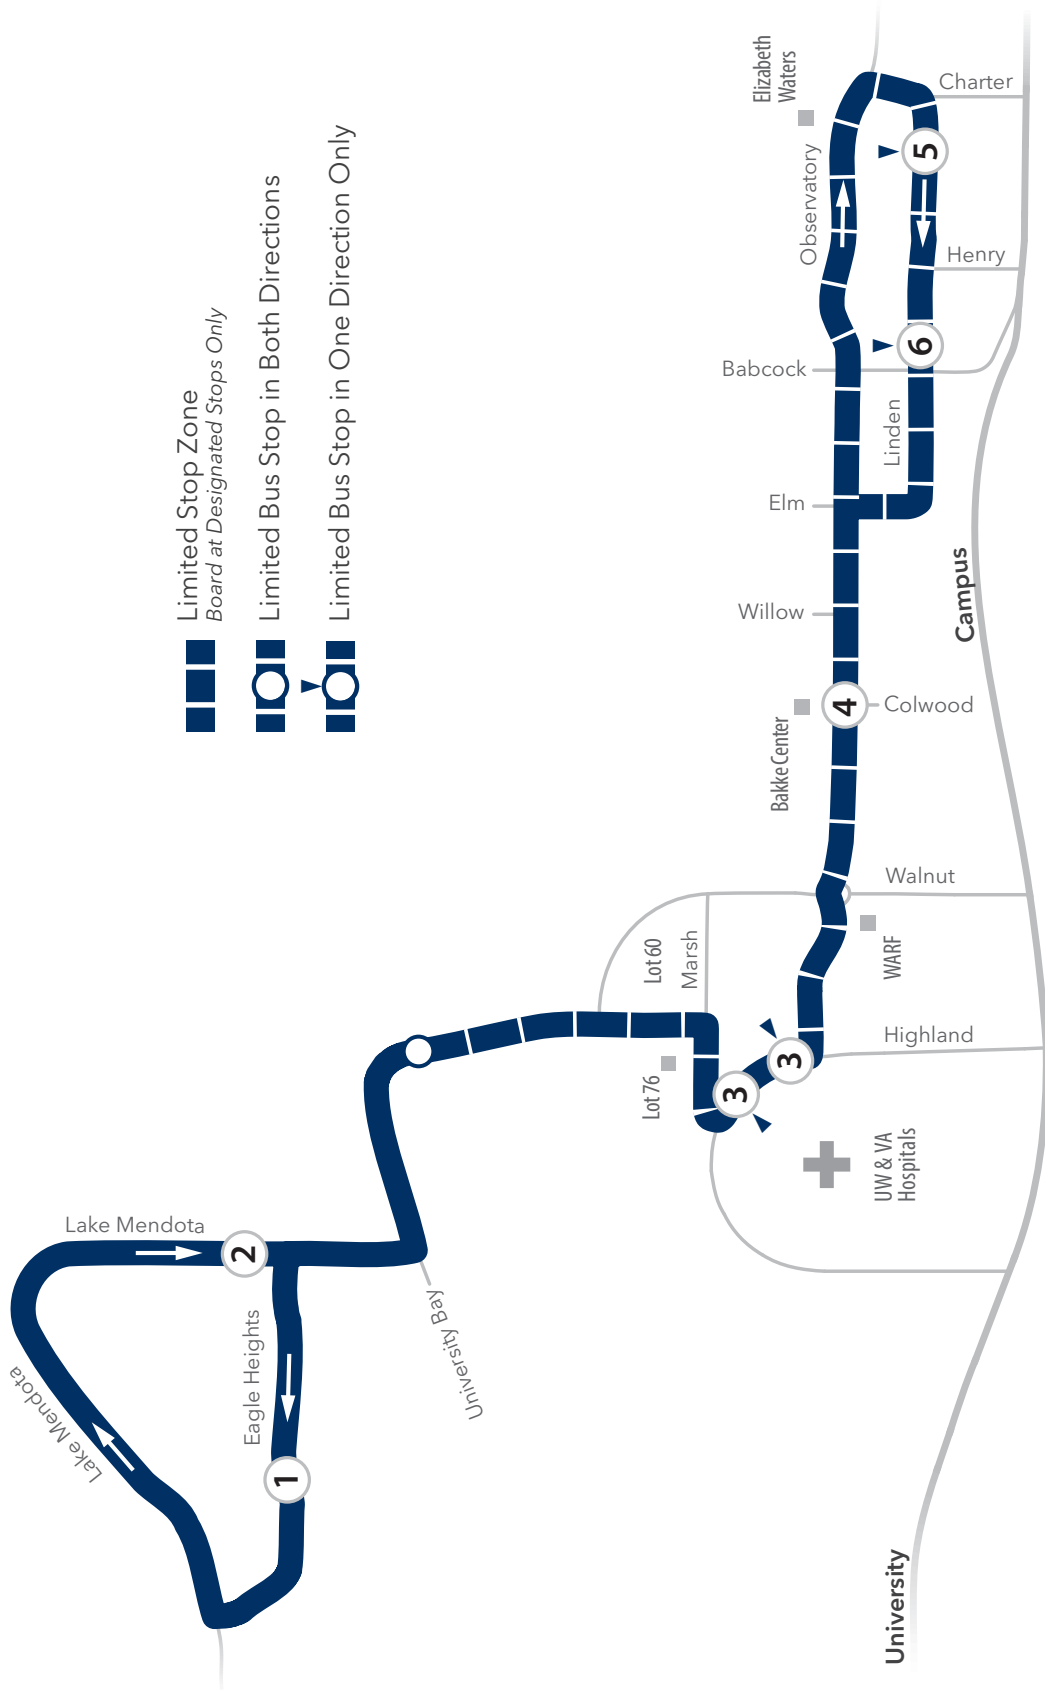 Limited Stop Zone
Board at Designated Stops Only
Limited Bus Stop in Both Directions
Limited Bus Stop in One Direction Only
Lake Mendota
Lake Mendota
2
Eagle Heights
1
University Bay
Lot 60
Marsh
Lot 76
3
3
UW & VA
Hospitals
Highland
WARF
Walnut
Bakke Center
4
Colwood
Willow
Elm
Linden
Babcock
6
Henry
Observatory
Elizabeth
Waters
5
Charter
Campus
University